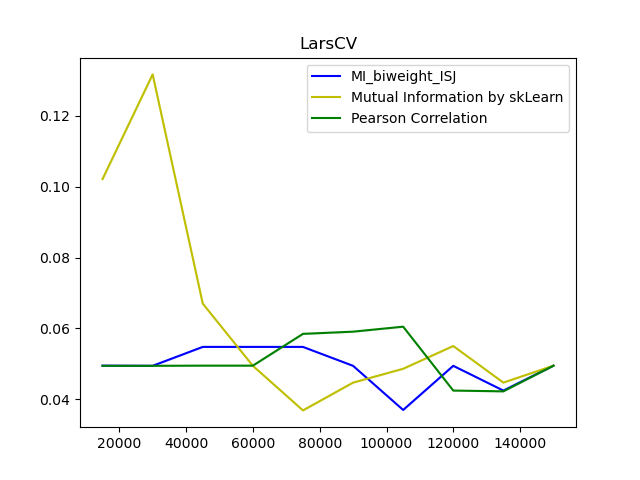 LarsCV
MI_biweight_ISJ
Mutual Information by skLearn
Pearson Correlation
0.12
0.10
0.08
0.06
0.04
20000 40000 60000 80000 100000 120000 140000